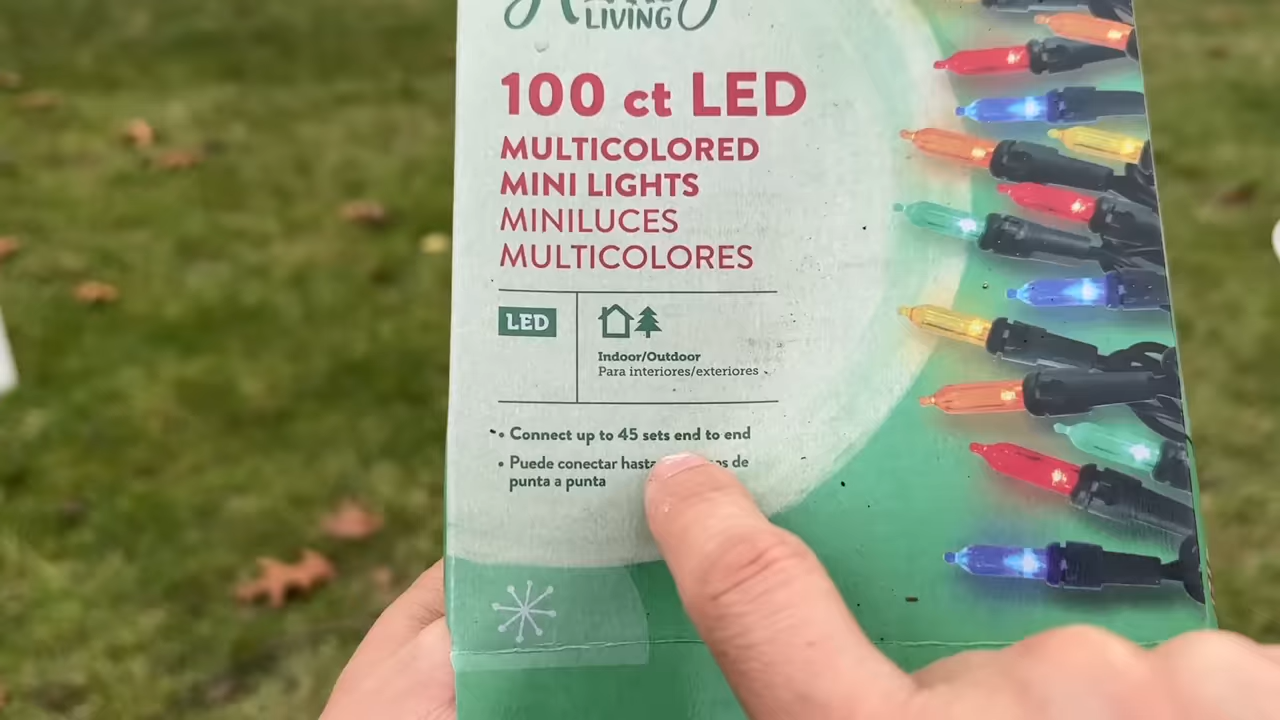 LIVING
100 ct LED
MULTICOLORED
MINI LIGHTS
MINILUCES
MULTICOLORES
LED
Indoor/Outdoor
Para interiores/exteriores
• Connect up to 45 sets end to end
• Puede conectar de
punta a punta